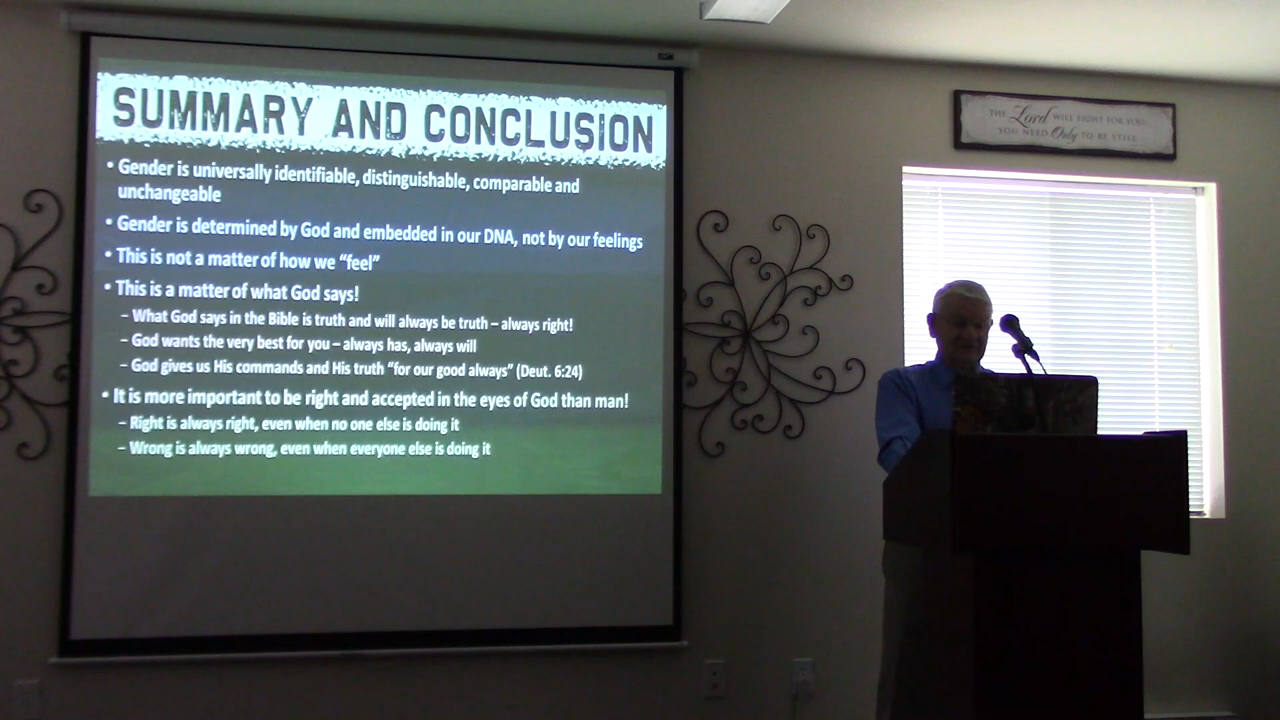 SUMMARY AND CONCLUSION
• Gender is universally identifiable, distinguishable, comparable and
unchangeable
• Gender is determined by God and embedded in our DNA, not by our feelings
• This is not a matter of how we “feel”
• This is a matter of what God says!
– What God says in the Bible is truth and will always be truth – always right!
– God wants the very best for you – always has, always will
– God gives us His commands and His truth “for our good always” (Deut. 6:24)
• It is more important to be right and accepted in the eyes of God than man!
– Right is always right, even when no one else is doing it
– Wrong is always wrong, even when everyone else is doing it
THE Lord WILL FIGHT FOR YOU;
YOU NEED Only TO BE STILL